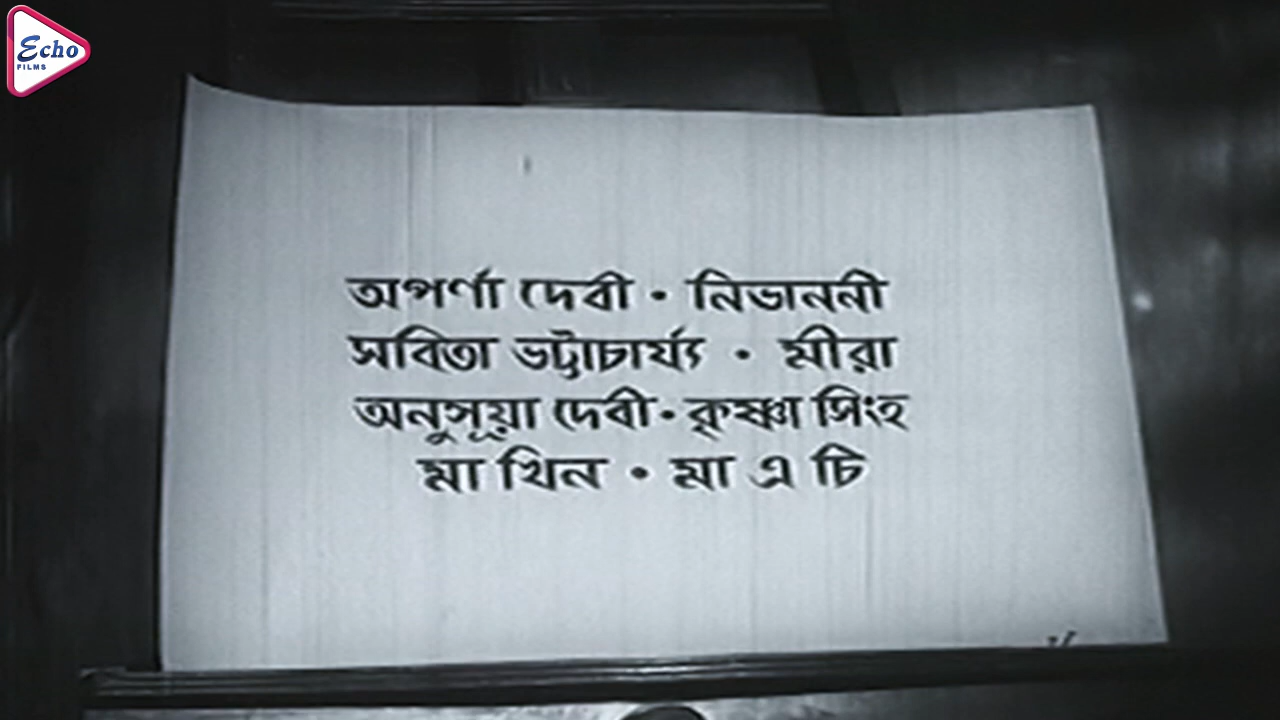 Echo
FILMS
অপর্ণা দেবী • নিভাননী
সবিতা ভট্টাচার্য্য • মীরা
অনুসূয়া দেবী • কৃষ্ণা সিংহ
মা খিন • মা এ চি